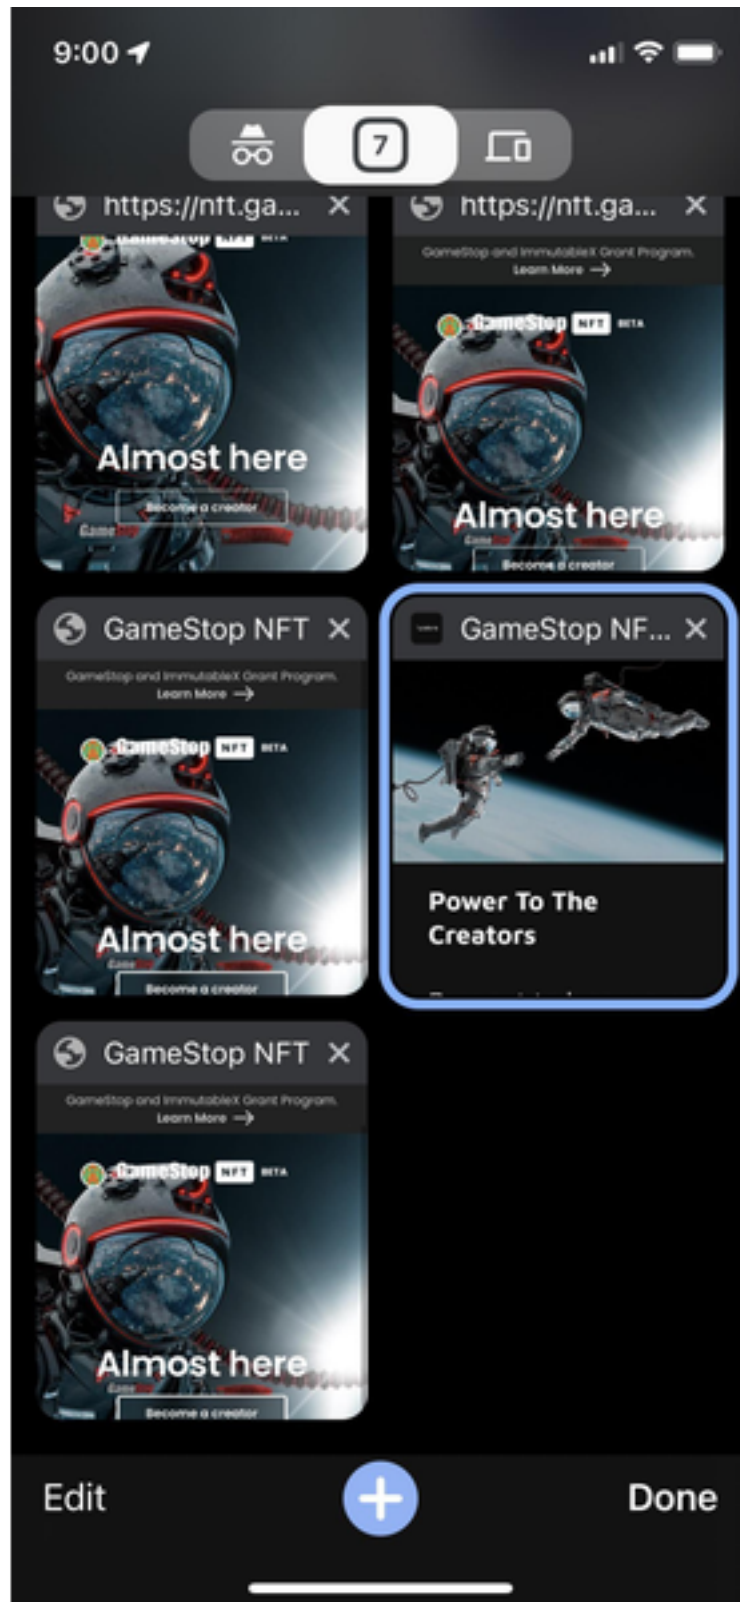 9:00
7
https://nft.ga...
https://nft.ga...
GameStop NFT BETA
Almost here
Become a creator
GameStop
GameStop and ImmutableX Grant Program.
Learn More →
GameStop NFT BETA
Almost here
Become a creator
GameStop NFT
GameStop NF...
GameStop and ImmutableX Grant Program.
Learn More →
GameStop NFT BETA
Almost here
Become a creator
Power To The
Creators
GameStop NFT
GameStop and ImmutableX Grant Program.
Learn More →
GameStop NFT BETA
Almost here
Become a creator
Edit
Done